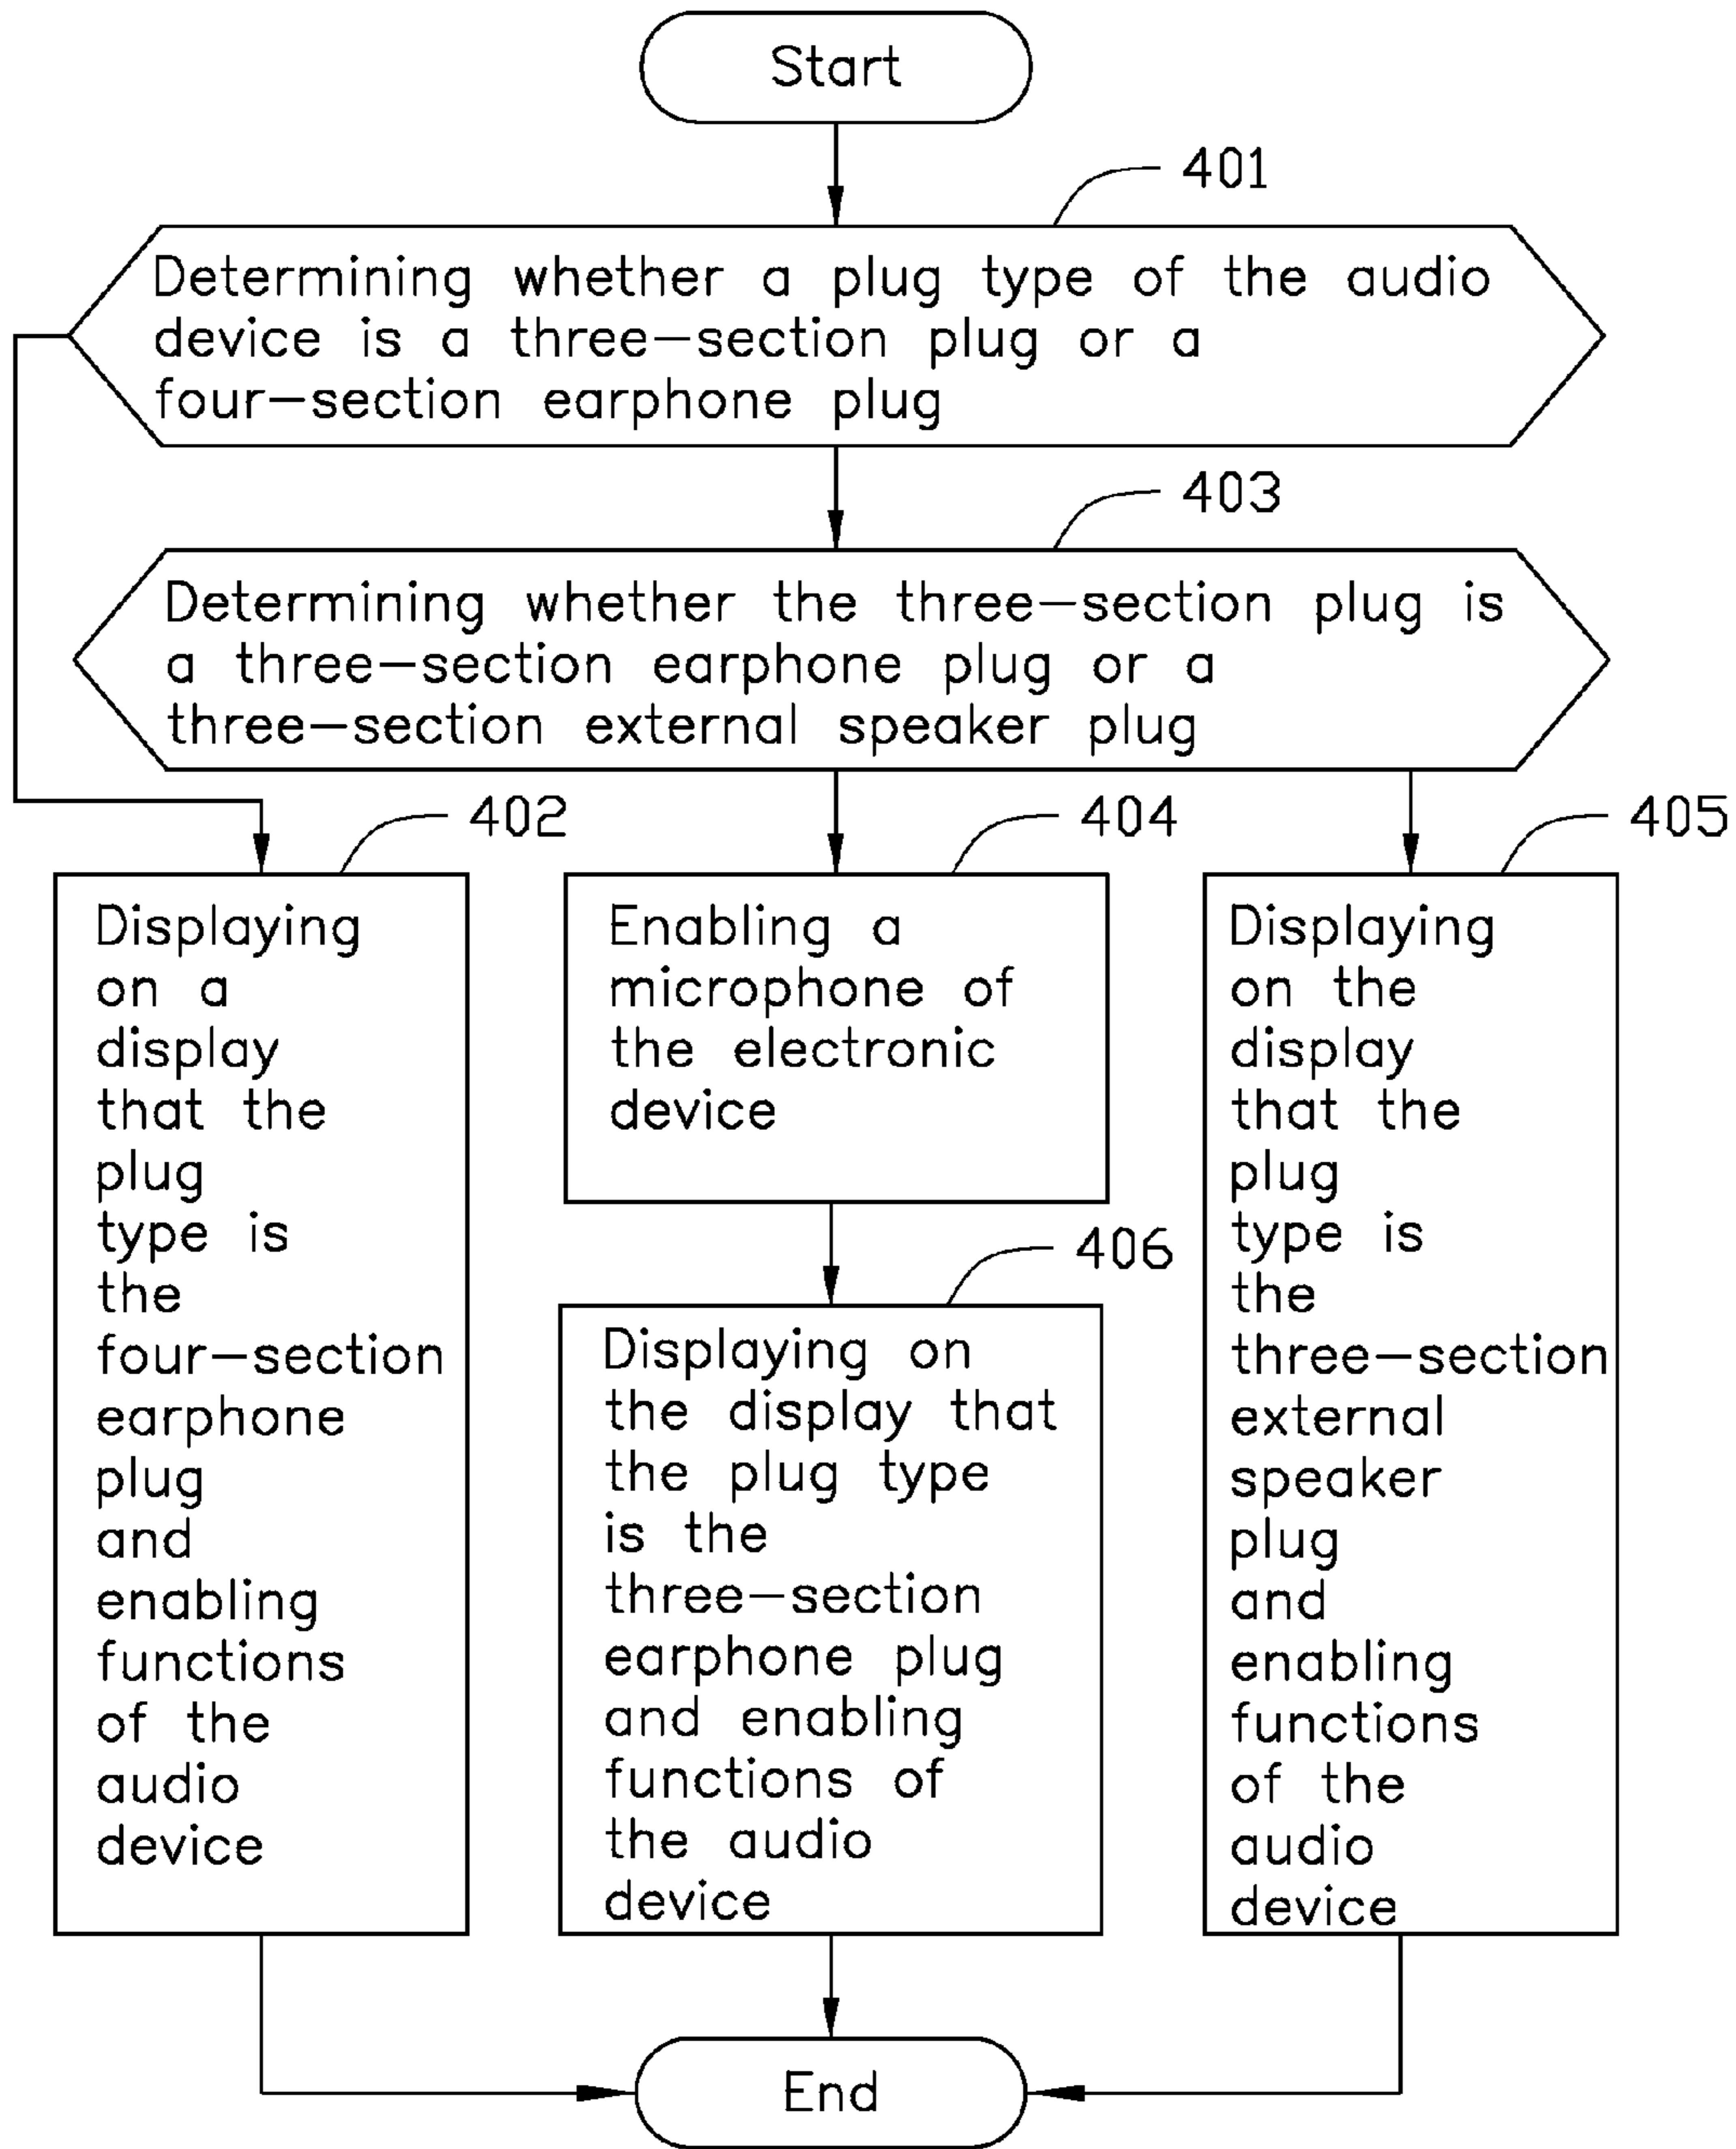 Start
401
Determining whether a plug type of the audio
device is a three-section plug or a
four-section earphone plug
403
Determining whether the three-section plug is
a three-section earphone plug or a
three-section external speaker plug
402
Displaying
on a
display
that the
plug
type is
the
four-section
earphone
plug
and
enabling
functions
of the
audio
device
404
Enabling a
microphone of
the electronic
device
406
Displaying on
the display that
the plug type
is the
three-section
earphone plug
and enabling
functions of
the audio
device
405
Displaying
on the
display
that the
plug
type is
the
three-section
external
speaker
plug
and
enabling
functions
of the
audio
device
End